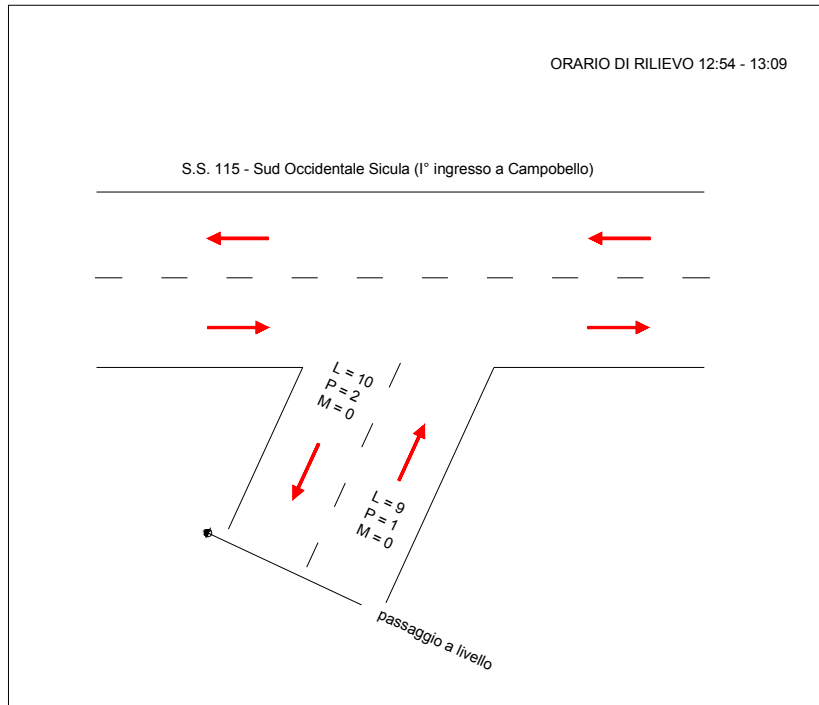 ORARIO DI RILIEVO 12:54 - 13:09
S.S. 115 - Sud Occidentale Sicula (I° ingresso a Campobello)
L = 10
P = 2
M = 0
L = 9
P = 1
M = 0
passaggio a livello